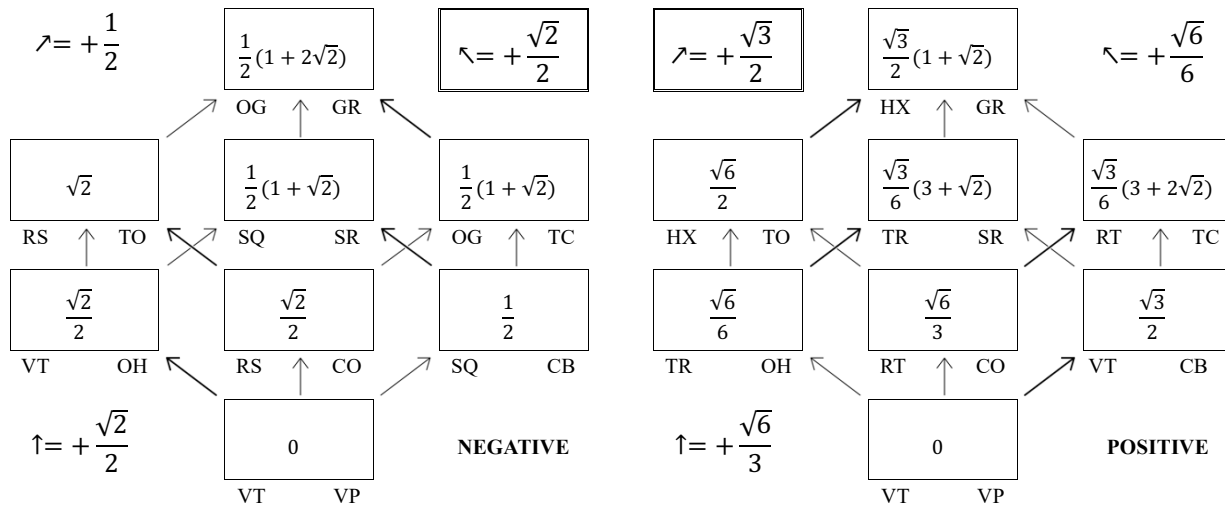 ↗= + 1/2
1/2 (1 + 2√2)
↖= + √2/2
↗= + √3/2
√3/2 (1 + √2)
↖= + √6/6
OG GR
HX GR
√2
1/2 (1 + √2)
1/2 (1 + √2)
√6/2
√3/6 (3 + √2)
√3/6 (3 + 2√2)
RS TO
SQ SR
OG TC
HX TO
TR SR
RT TC
√2/2
√2/2
1/2
√6/6
√6/3
√3/2
VT OH
RS CO
SQ CB
TR OH
RT CO
VT CB
↑= + √2/2
0
NEGATIVE
↑= + √6/3
0
POSITIVE
VT VP
VT VP